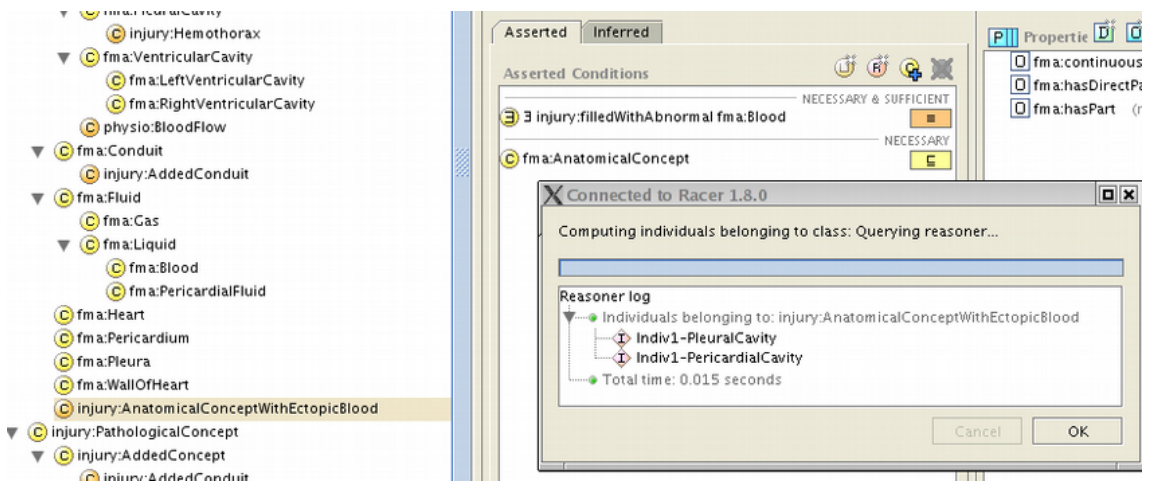 fma:PleuralCavity
injury:Hemothorax
fma:VentricularCavity
fma:LeftVentricularCavity
fma:RightVentricularCavity
physio:BloodFlow
fma:Conduit
injury:AddedConduit
fma:Fluid
fma:Gas
fma:Liquid
fma:Blood
fma:PericardialFluid
fma:Heart
fma:Pericardium
fma:Pleura
fma:WallOfHeart
injury:AnatomicalConceptWithEctopicBlood
injury:PathologicalConcept
injury:AddedConcept
injury:AddedConduit
Asserted Inferred
Asserted Conditions
NECESSARY & SUFFICIENT
∃ injury:filledWithAbnormal fma:Blood
NECESSARY
fma:AnatomicalConcept
Propertie
fma:continuous
fma:hasDirectPa
fma:hasPart
Connected to Racer 1.8.0
Computing individuals belonging to class: Querying reasoner...
Reasoner log
Individuals belonging to: injury:AnatomicalConceptWithEctopicBlood
Indiv1-PleuralCavity
Indiv1-PericardialCavity
Total time: 0.015 seconds
Cancel OK